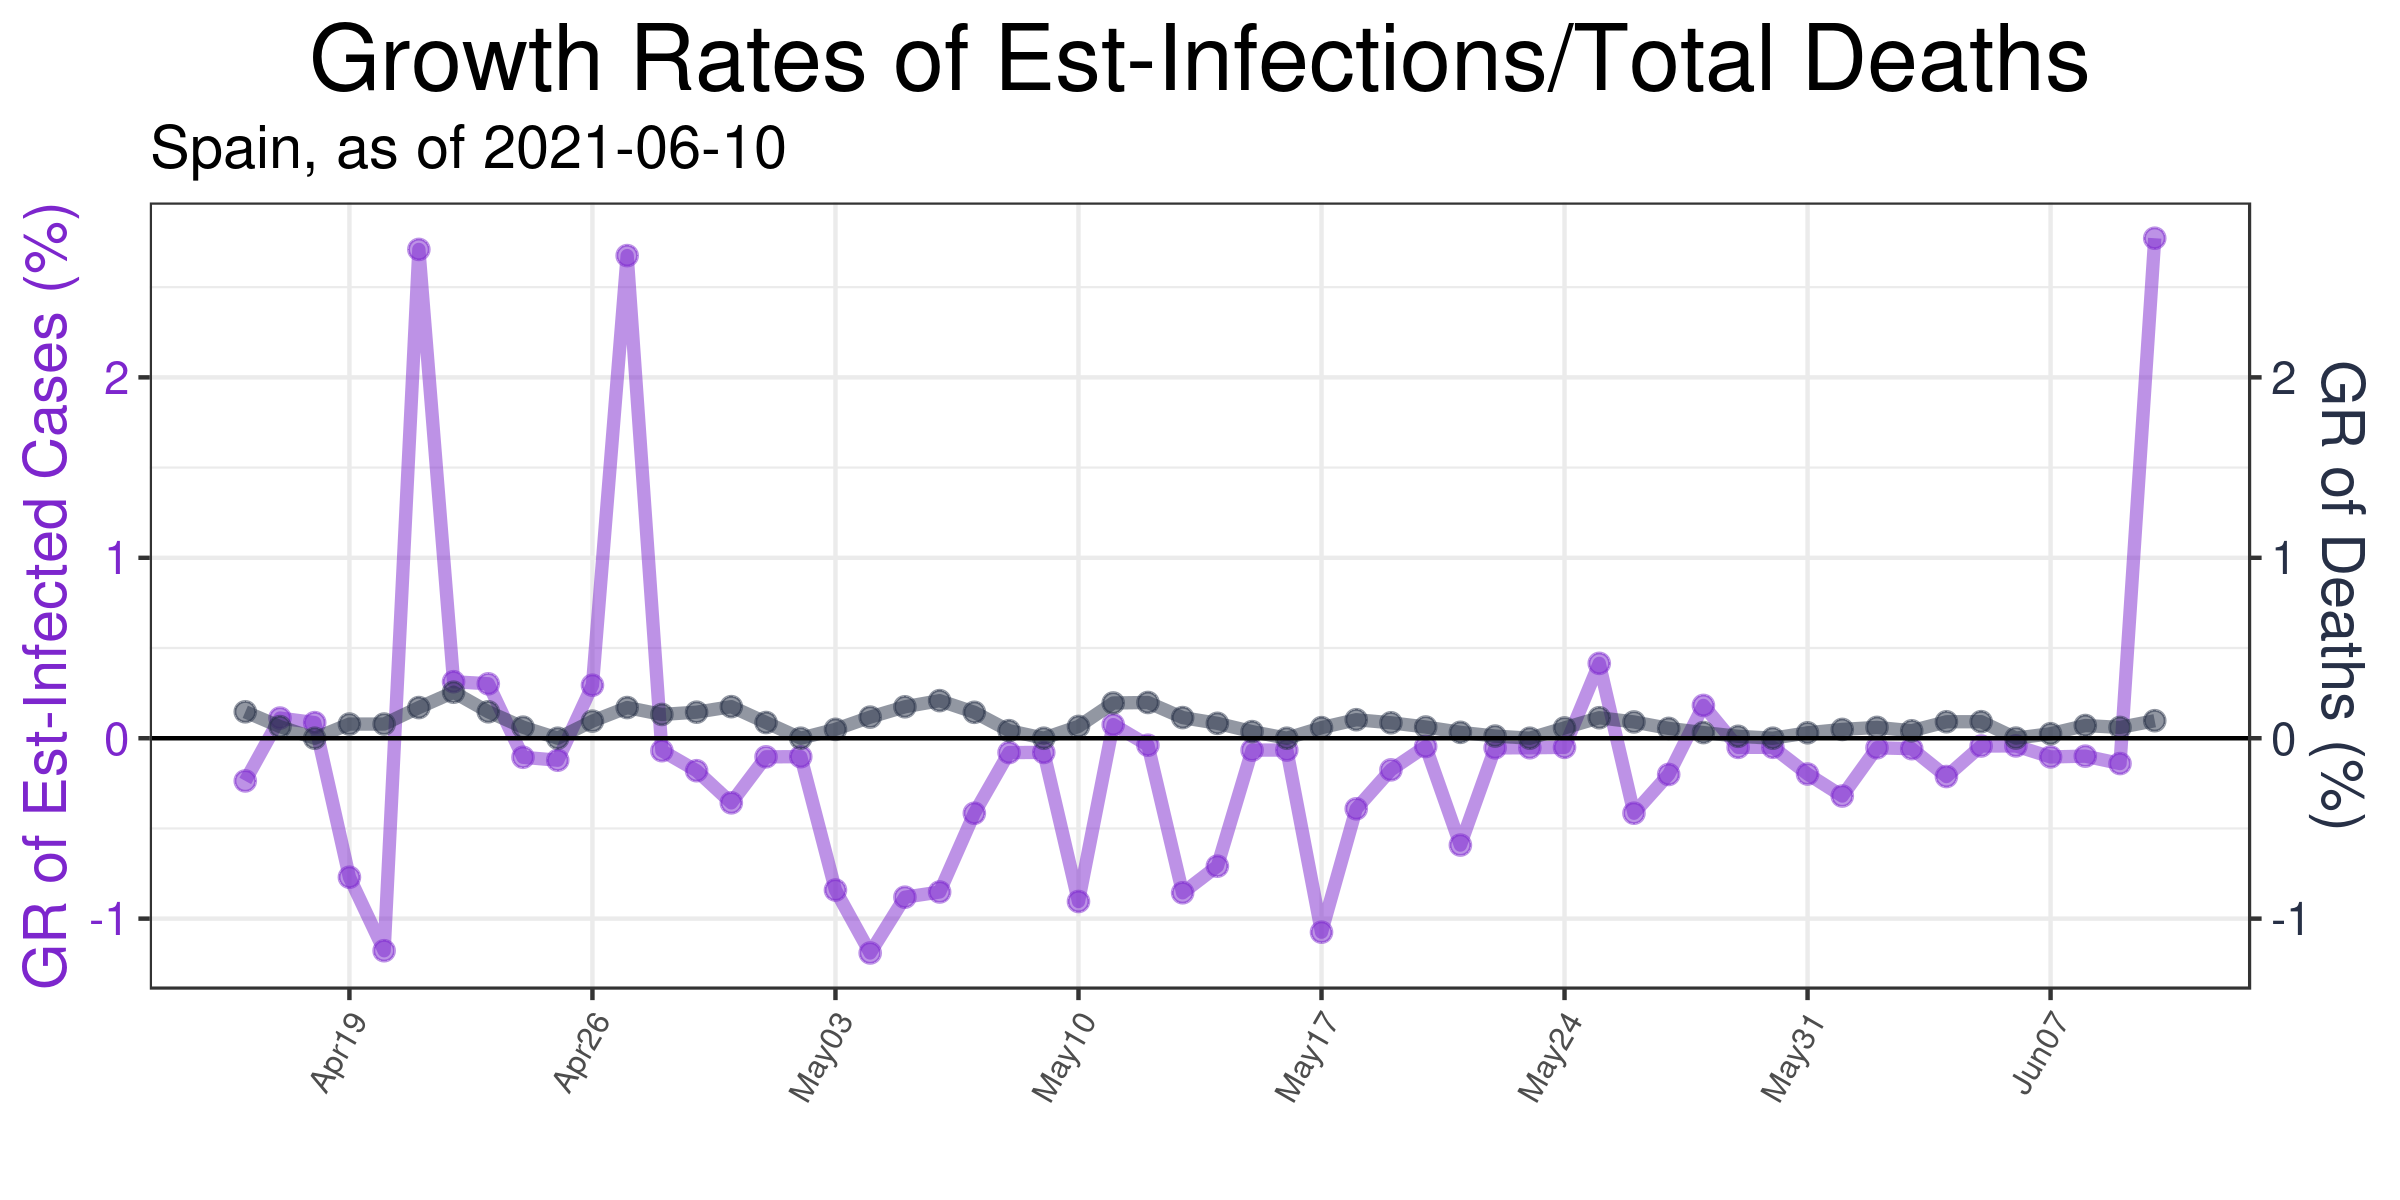 Growth Rates of Est-Infections/Total Deaths
Spain, as of 2021-06-10
GR of Est-Infected Cases (%)
2
1
0
-1
2
1
0
-1
GR of Deaths (%)
Apr19
Apr26
May03
May10
May17
May24
May31
Jun07